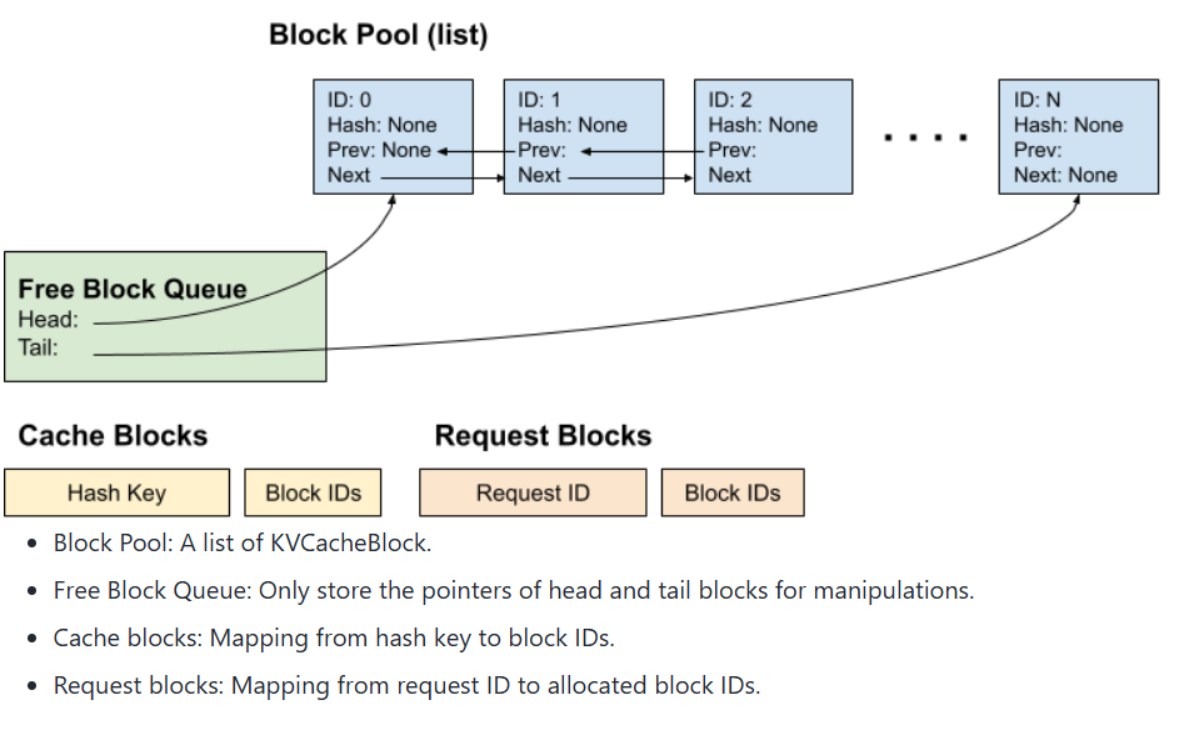 Block Pool (list)
ID: 0
Hash: None
Prev: None
Next
ID: 1
Hash: None
Prev:
Next
ID: 2
Hash: None
Prev:
Next
. . . .
ID: N
Hash: None
Prev:
Next: None
Free Block Queue
Head:
Tail:
Cache Blocks
Hash Key
Block IDs
Request Blocks
Request ID
Block IDs
• Block Pool: A list of KVCacheBlock.
• Free Block Queue: Only store the pointers of head and tail blocks for manipulations.
• Cache blocks: Mapping from hash key to block IDs.
• Request blocks: Mapping from request ID to allocated block IDs.